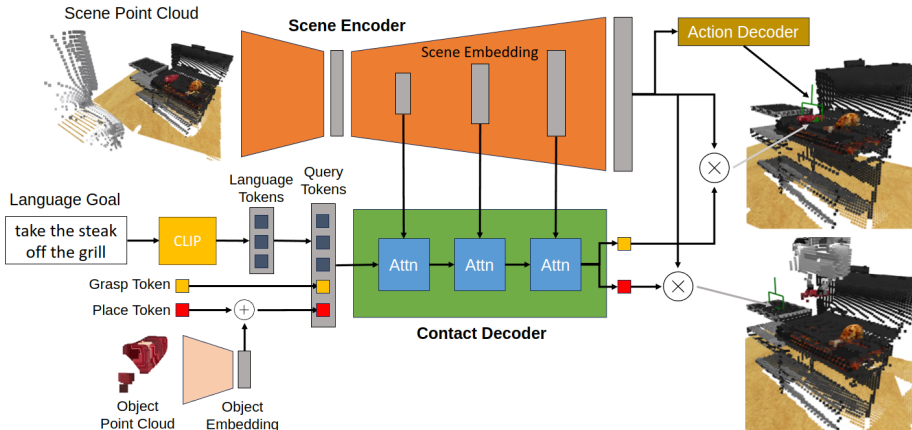 Scene Point Cloud
Scene Encoder
Scene Embedding
Action Decoder
Language Goal
take the steak
off the grill
CLIP
Language
Tokens
Query
Tokens
Attn
Attn
Attn
Grasp Token
Place Token
Contact Decoder
Object
Point Cloud
Object
Embedding